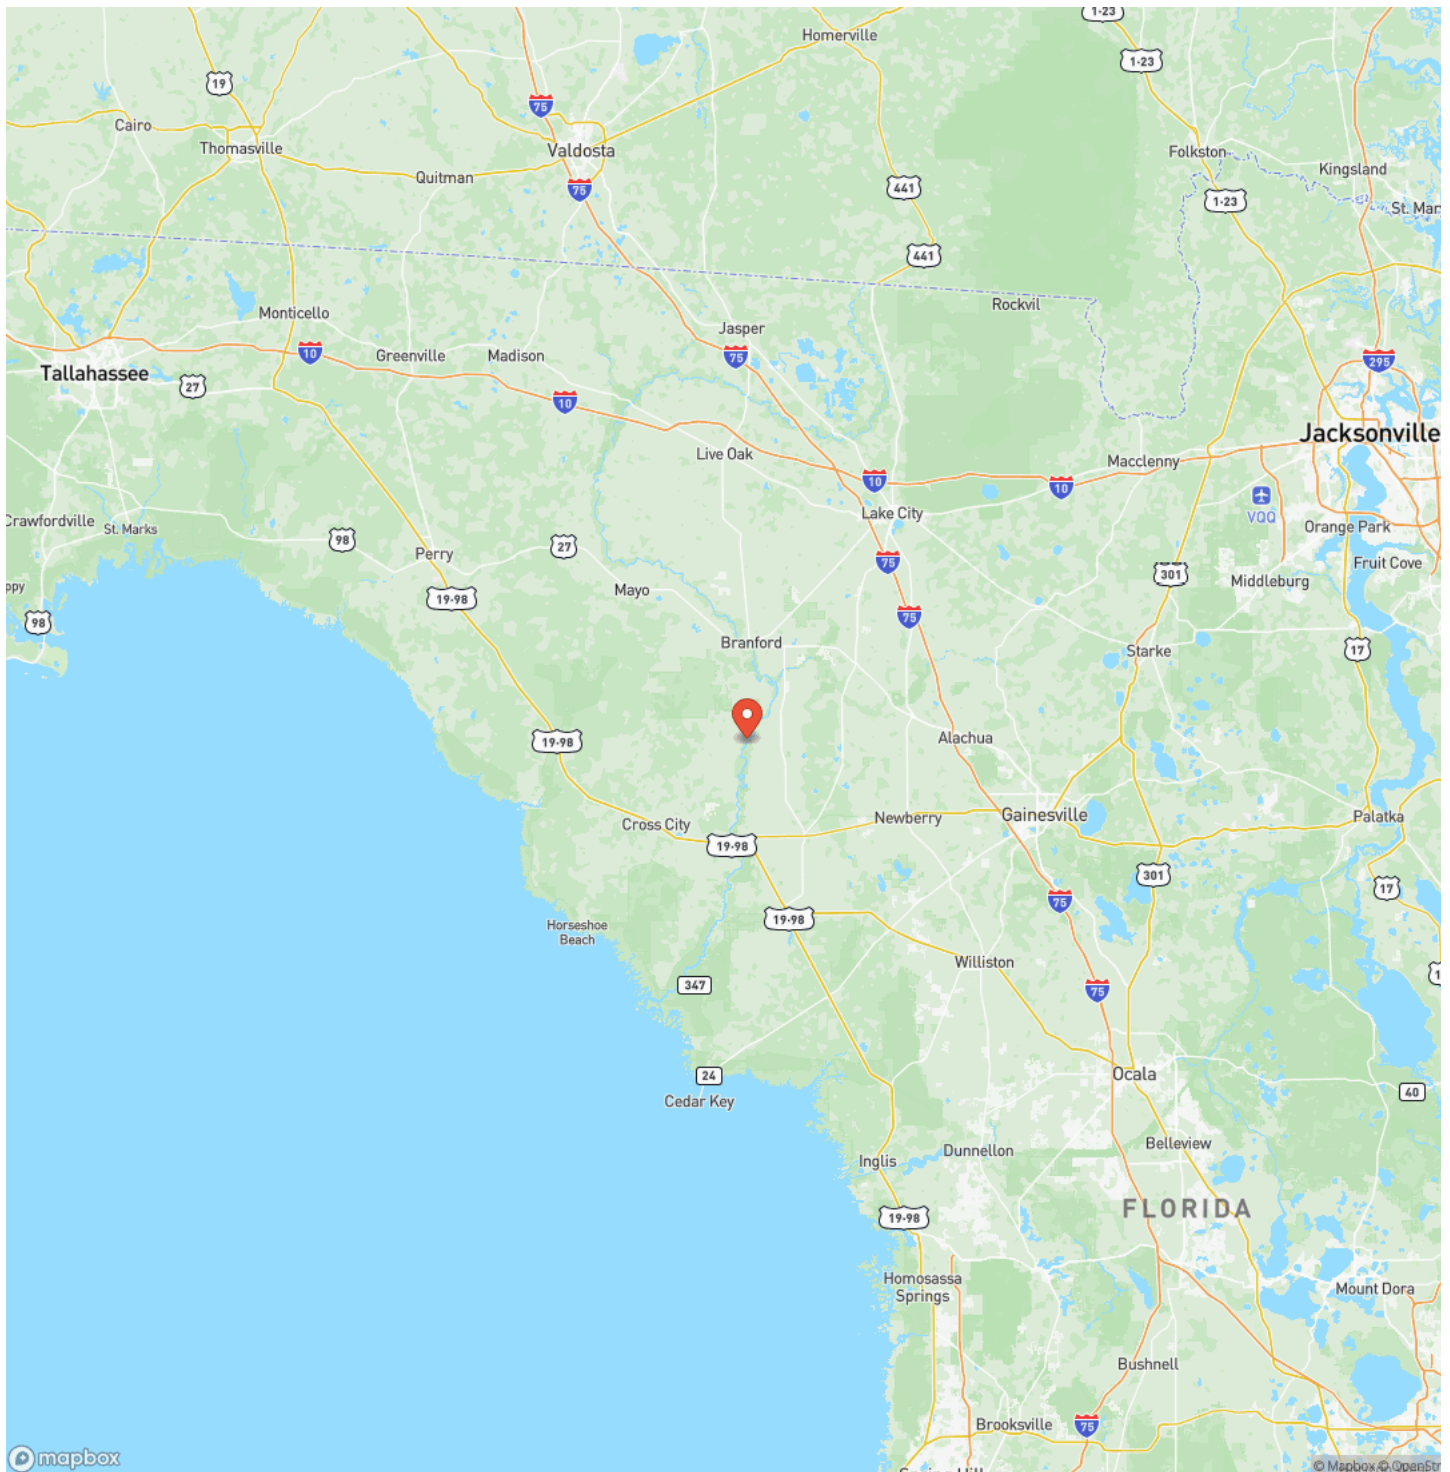 1-23
Homerville
19
1-23
75
Cairo
Thomasville
Valdosta
Folkston
Quitman
Kingsland
75
441
1-23
St. Mar
441
Rockvil
Monticello
Jasper
10
Greenville
Madison
75
295
Tallahassee
27
10
Jacksonville
Live Oak
Macclenny
10
10
VQQ
Crawfordville
St. Marks
Lake City
Orange Park
98
Perry
27
75
Fruit Cove
301
Middleburg
ppy
Mayo
19-98
75
98
Branford
Starke
17
19-98
Alachua
Cross City
Newberry
Gainesville
Palatka
19-98
301
17
75
19-98
Horseshoe
Beach
Williston
347
75
1
24
Ocala
Cedar Key
40
Belleview
Dunnellon
Inglis
FLORIDA
19-98
Homosassa
Springs
Mount Dora
Bushnell
Brooksville
75
mapbox
© Mapbox © OpenStr